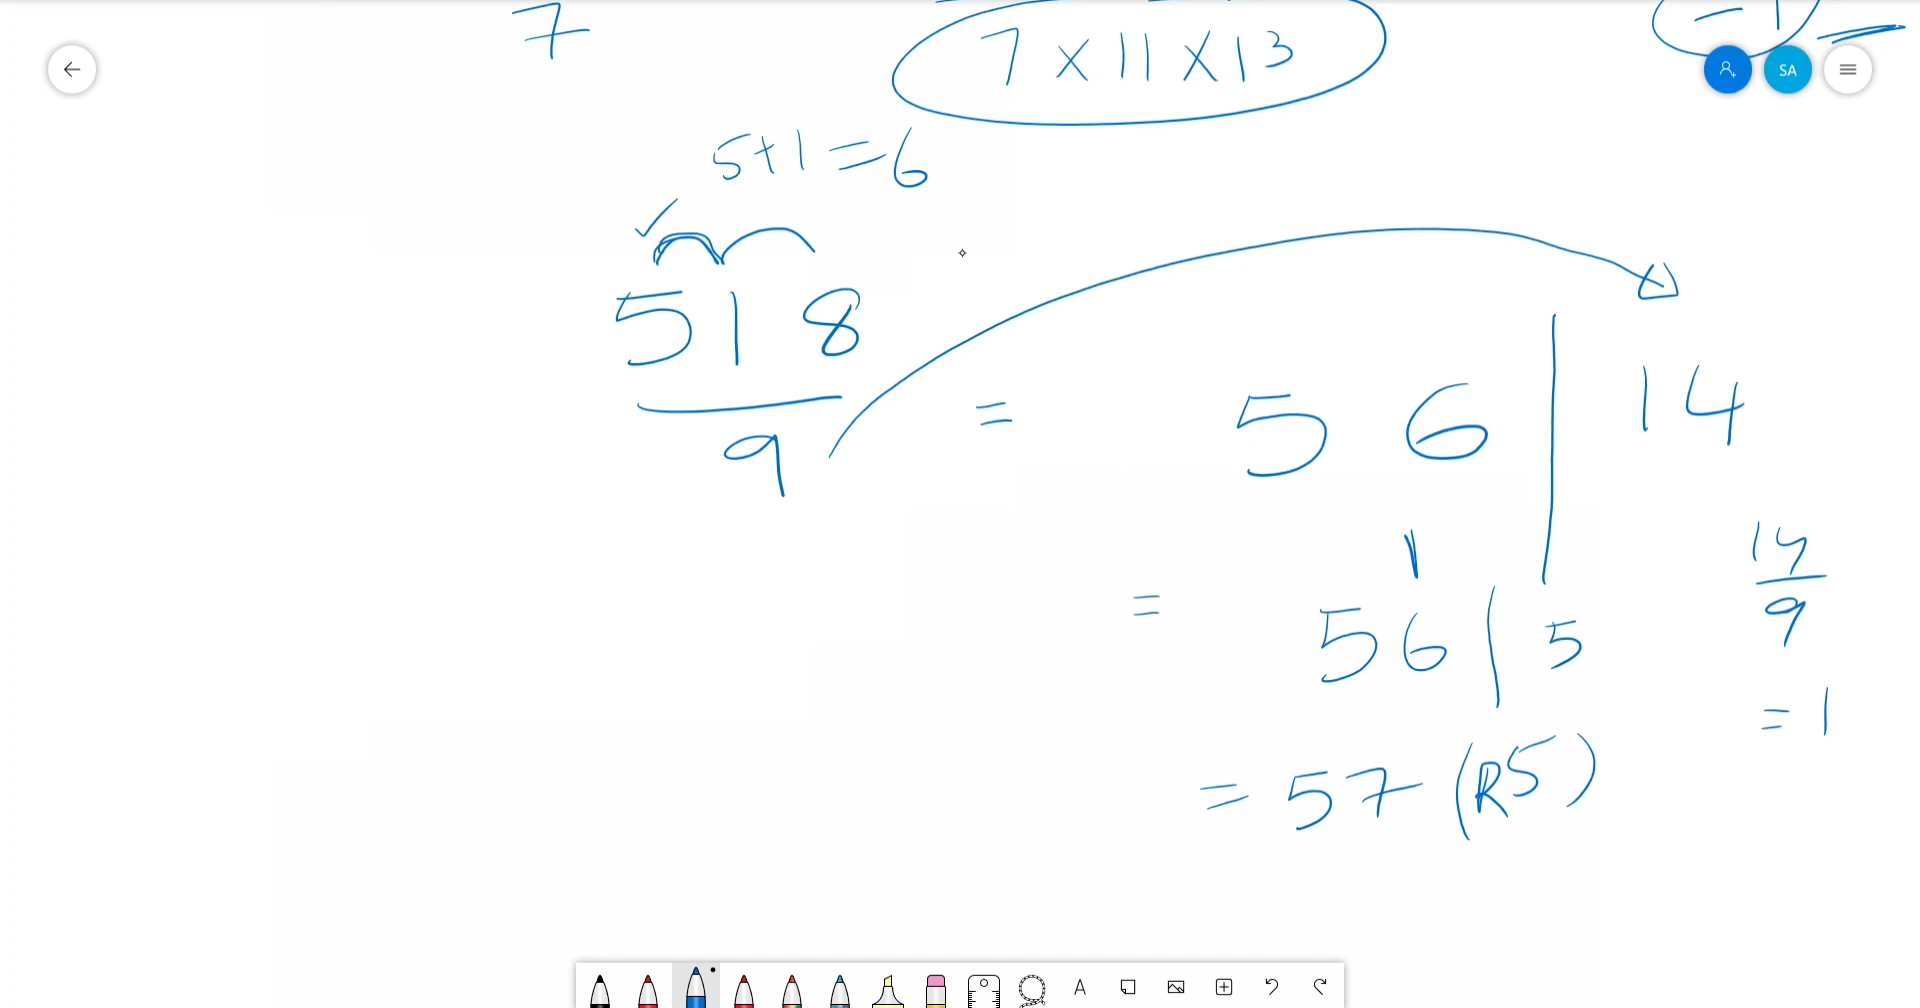 7
7 x 11 x 13
- 1
SA
5+1=6
518
9
= 56 | 14
1
= 56 | 5
14
9
= 1
= 57 (R5)
A